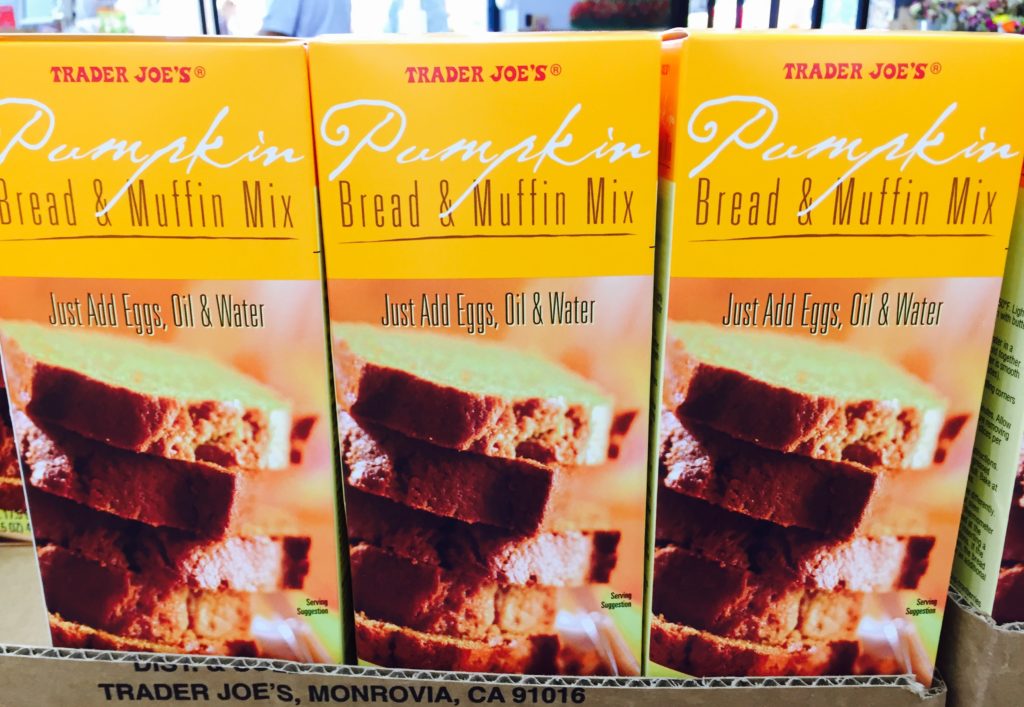 TRADER JOE'S®
Pumpkin
Bread & Muffin Mix
Just Add Eggs, Oil & Water
Serving
Suggestion
TRADER JOE'S®
Pumpkin
Bread & Muffin Mix
Just Add Eggs, Oil & Water
Serving
Suggestion
TRADER JOE'S®
Pumpkin
Bread & Muffin Mix
Just Add Eggs, Oil & Water
Serving
Suggestion
TRADER JOE'S, MONROVIA, CA 91016